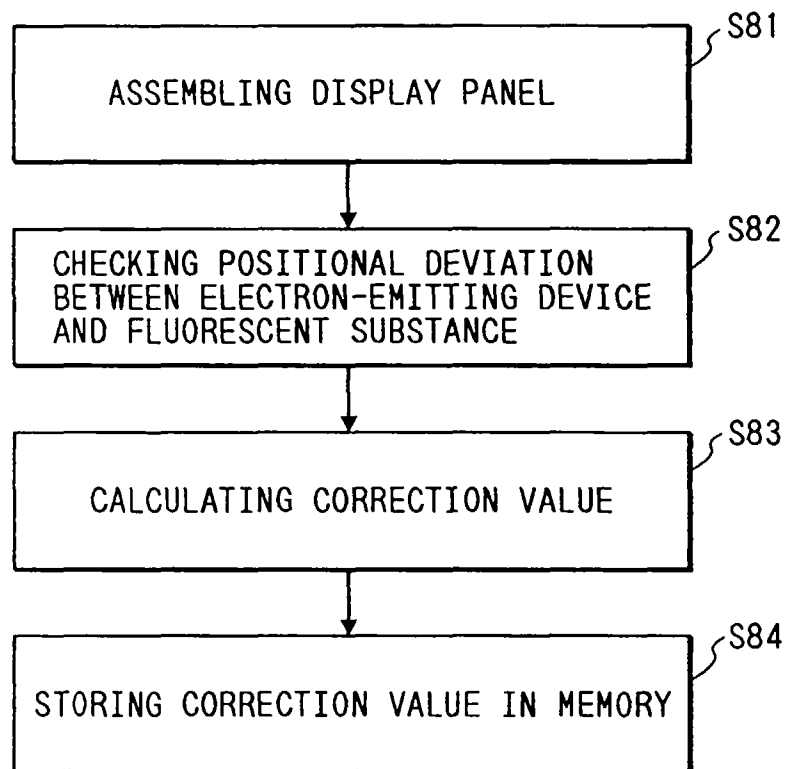 S81
ASSEMBLING DISPLAY PANEL
S82
CHECKING POSITIONAL DEVIATION
BETWEEN ELECTRON-EMITTING DEVICE
AND FLUORESCENT SUBSTANCE
S83
CALCULATING CORRECTION VALUE
S84
STORING CORRECTION VALUE IN MEMORY